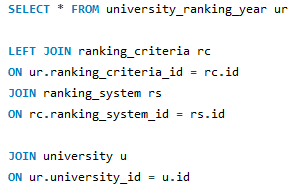 SELECT * FROM university_ranking_year ur
LEFT JOIN ranking_criteria rc
ON ur.ranking_criteria_id = rc.id
JOIN ranking_system rs
ON rc.ranking_system_id = rs.id
JOIN university u
ON ur.university_id = u.id